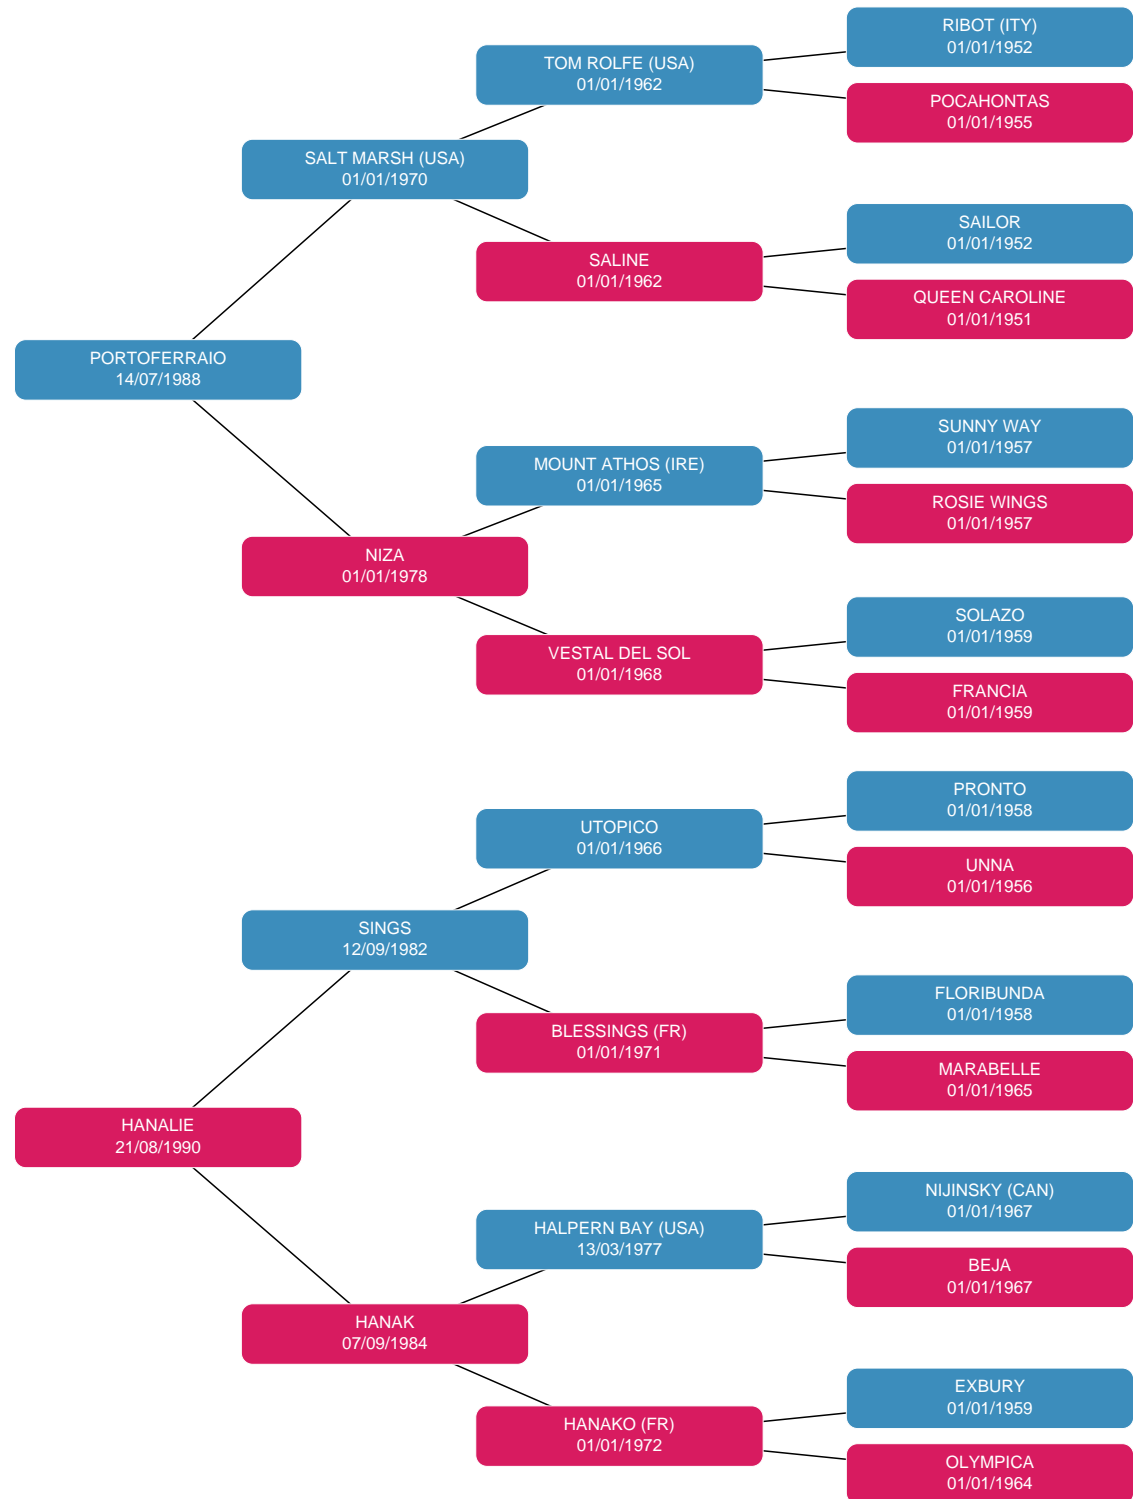 RIBOT (ITY)
01/01/1952
TOM ROLFE (USA)
01/01/1962
POCAHONTAS
01/01/1955
SALT MARSH (USA)
01/01/1970
SAILOR
01/01/1952
SALINE
01/01/1962
QUEEN CAROLINE
01/01/1951
PORTOFERRAIO
14/07/1988
SUNNY WAY
01/01/1957
MOUNT ATHOS (IRE)
01/01/1965
ROSIE WINGS
01/01/1957
NIZA
01/01/1978
SOLAZO
01/01/1959
VESTAL DEL SOL
01/01/1968
FRANCIA
01/01/1959
PRONTO
01/01/1958
UTOPICO
01/01/1966
UNNA
01/01/1956
SINGS
12/09/1982
FLORIBUNDA
01/01/1958
BLESSINGS (FR)
01/01/1971
MARABELLE
01/01/1965
HANALIE
21/08/1990
NIJINSKY (CAN)
01/01/1967
HALPERN BAY (USA)
13/03/1977
BEJA
01/01/1967
HANAK
07/09/1984
EXBURY
01/01/1959
HANAKO (FR)
01/01/1972
OLYMPICA
01/01/1964